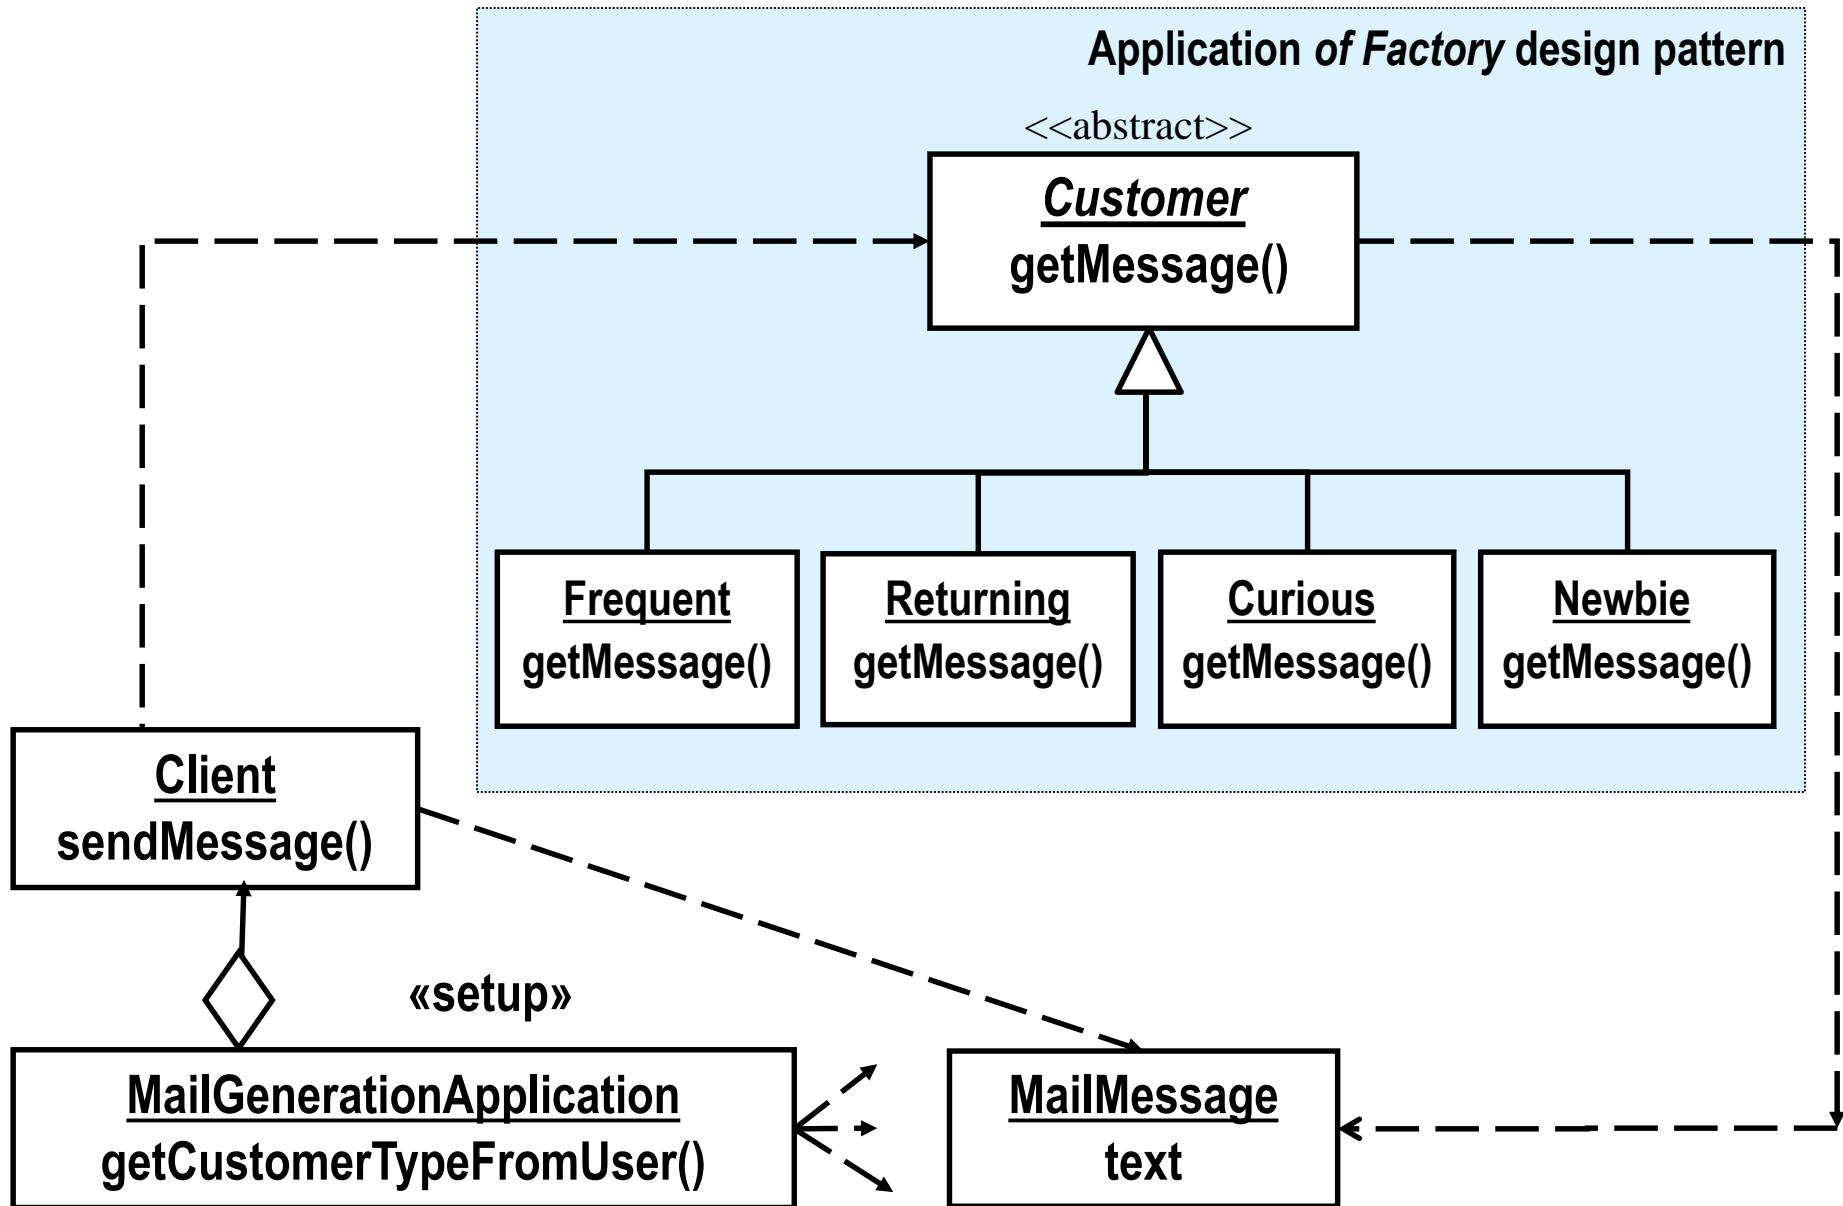 Application of Factory design pattern
<<abstract>>
Customer
getMessage()
Frequent
getMessage()
Returning
getMessage()
Curious
getMessage()
Newbie
getMessage()
Client
sendMessage()
«setup»
MailGenerationApplication
getCustomerTypeFromUser()
MailMessage
text